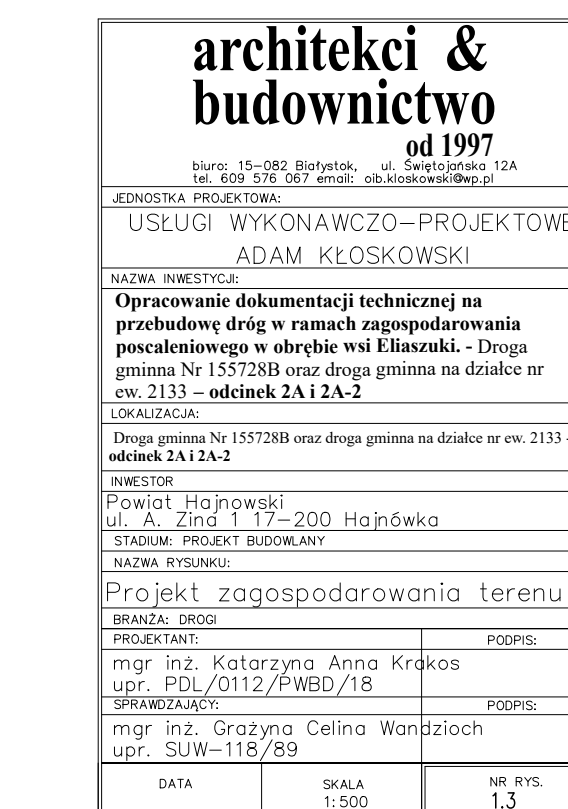 architekci &
budownictwo
od 1997
biuro: 15-082 Białystok, ul. Świętojańska 12A
tel. 609 576 067 email: oib.kloskowski@wp.pl
JEDNOSTKA PROJEKTOWA:
USŁUGI WYKONAWCZO-PROJEKTOWE
ADAM KŁOSKOWSKI
NAZWA INWESTYCJI:
Opracowanie dokumentacji technicznej na
przebudowę dróg w ramach zagospodarowania
poscaleniowego w obrębie wsi Eliaszuki. - Droga
gminna Nr 155728B oraz droga gminna na działce nr
ew. 2133 – odcinek 2A i 2A-2
LOKALIZACJA:
Droga gminna Nr 155728B oraz droga gminna na działce nr ew. 2133 -
odcinek 2A i 2A-2
INWESTOR
Powiat Hajnowski
ul. A. Zina 1 17-200 Hajnówka
STADIUM: PROJEKT BUDOWLANY
NAZWA RYSUNKU:
Projekt zagospodarowania terenu
BRANŻA: DROGI
PROJEKTANT: PODPIS:
mgr inż. Katarzyna Anna Krakos
upr. PDL/0112/PWBD/18
SPRAWDZAJĄCY: PODPIS:
mgr inż. Grażyna Celina Wandzioch
upr. SUW-118/89
DATA SKALA NR RYS.
1:500 1.3